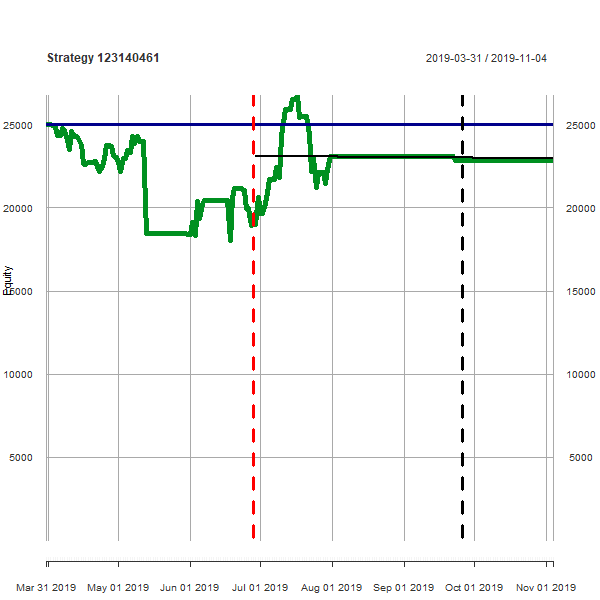 Strategy 123140461
2019-03-31 / 2019-11-04
25000
25000
20000
20000
Equity
15000
15000
10000
10000
5000
5000
Mar 31 2019
May 01 2019
Jun 01 2019
Jul 01 2019
Aug 01 2019
Sep 01 2019
Oct 01 2019
Nov 01 2019